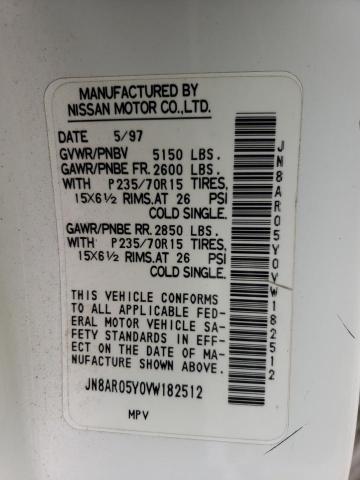 MANUFACTURED BY
NISSAN MOTOR CO.,LTD.
DATE 5/97
GVWR/PNBV 5150 LBS.
GAWR/PNBE FR. 2600 LBS.
WITH P235/70R15 TIRES,
15X6½ RIMS, AT 26 PSI
COLD SINGLE.
GAWR/PNBE RR. 2850 LBS.
WITH P235/70R15 TIRES,
15X6½ RIMS, AT 26 PSI
COLD SINGLE.
THIS VEHICLE CONFORMS
TO ALL APPLICABLE FED-
ERAL MOTOR VEHICLE SA-
FETY STANDARDS IN EFF-
ECT ON THE DATE OF MA-
NUFACTURE SHOWN ABOVE.
JN8AR05Y0VW182512
MPV
JN8AR05Y0VW182512